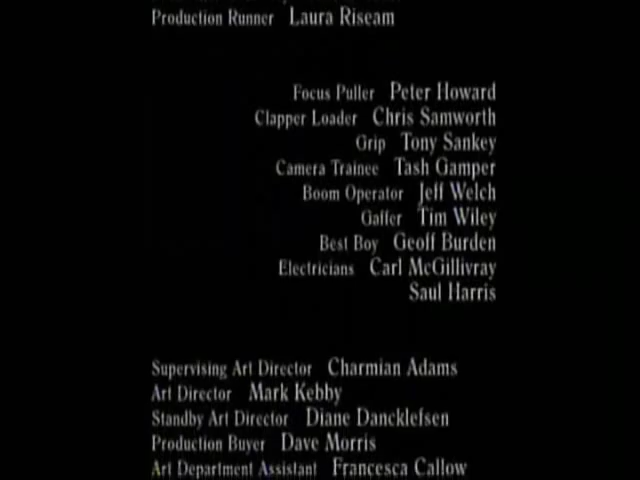 Production Runner Laura Riseam
Focus Puller Peter Howard
Clapper Loader Chris Samworth
Grip Tony Sankey
Camera Trainee Tash Gamper
Boom Operator Jeff Welch
Gaffer Tim Wiley
Best Boy Geoff Burden
Electricians Carl McGillivray
Saul Harris
Supervising Art Director Charmian Adams
Art Director Mark Kebby
Standby Art Director Diane Dancklefsen
Production Buyer Dave Morris
Art Department Assistant Francesca Callow